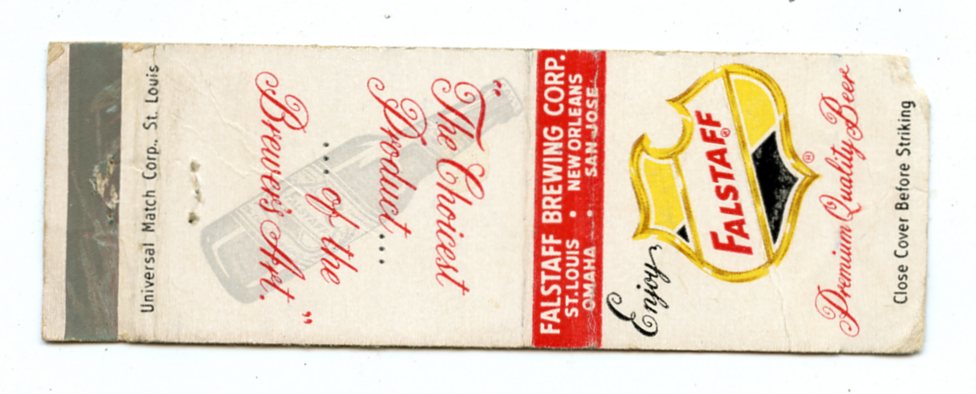 Universal Match Corp., St. Louis
"The Choicest
Product....
....of the
Brewer's Art."
FALSTAFF BREWING CORP.
ST. LOUIS • NEW ORLEANS
OMAHA • SAN JOSE
Enjoy
FALSTAFF®
®
Premium Quality Beer
Close Cover Before Striking